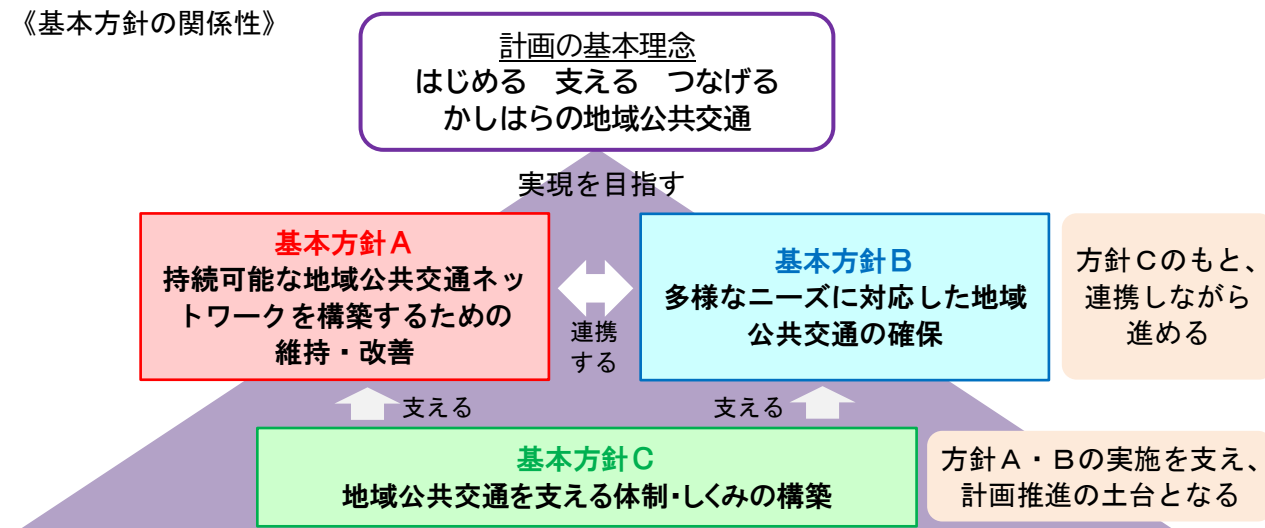 《基本方針の関係性》
計画の基本理念
はじめる　支える　つなげる
かしはらの地域公共交通
実現を目指す
基本方針Ａ
持続可能な地域公共交通ネッ
トワークを構築するための
維持・改善
連携
する
基本方針Ｂ
多様なニーズに対応した地域
公共交通の確保
方針Ｃのもと、
連携しながら
進める
支える
支える
基本方針Ｃ
地域公共交通を支える体制・しくみの構築
方針Ａ・Ｂの実施を支え、
計画推進の土台となる